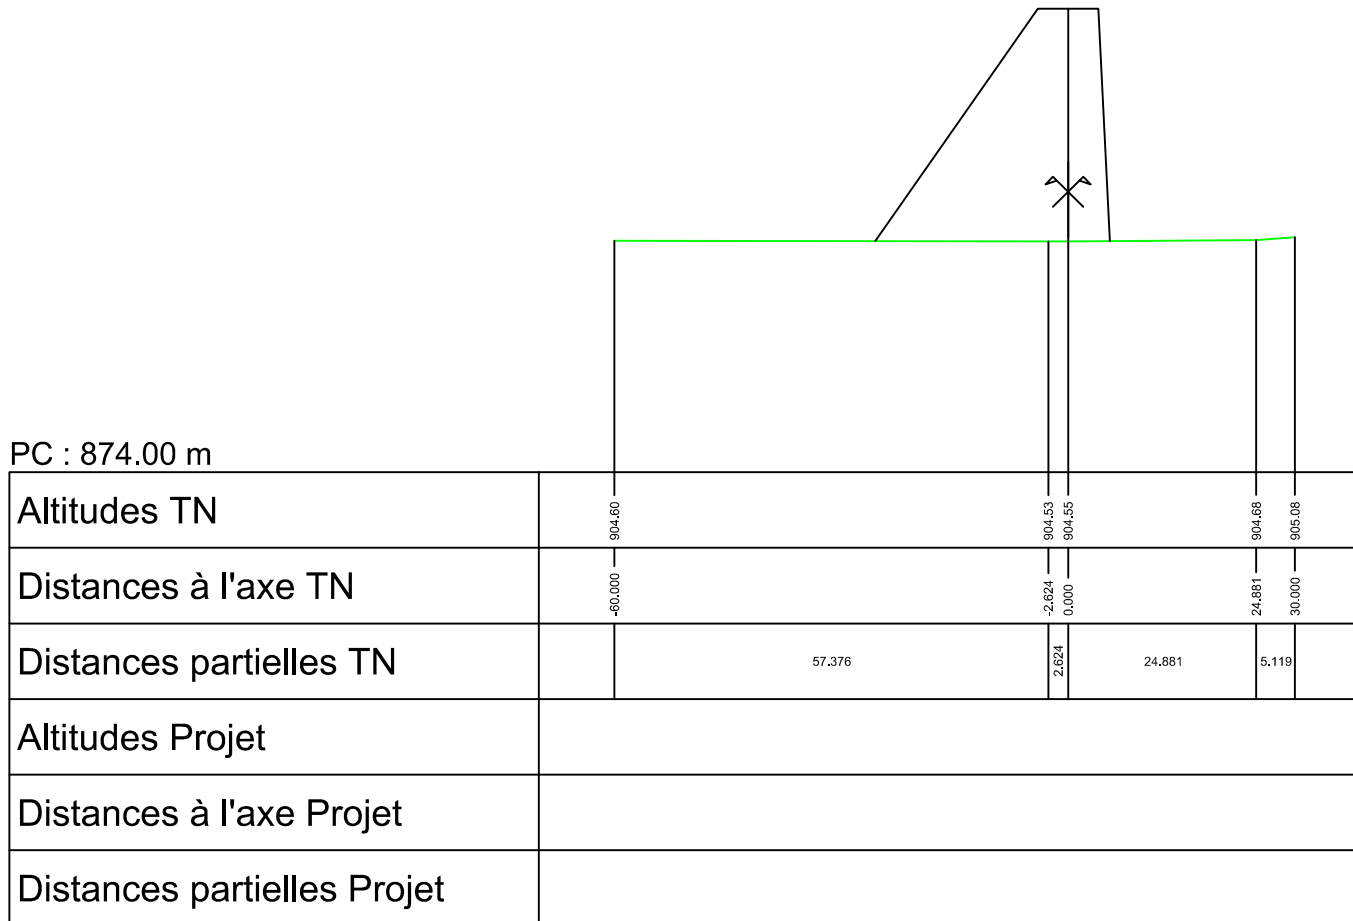 PC : 874.00 m
Altitudes TN
904.60
904.53
904.55
904.68
905.08
Distances à l'axe TN
-60.000
-2.624
0.000
24.881
30.000
Distances partielles TN
57.376
2.624
24.881
5.119
Altitudes Projet
Distances à l'axe Projet
Distances partielles Projet